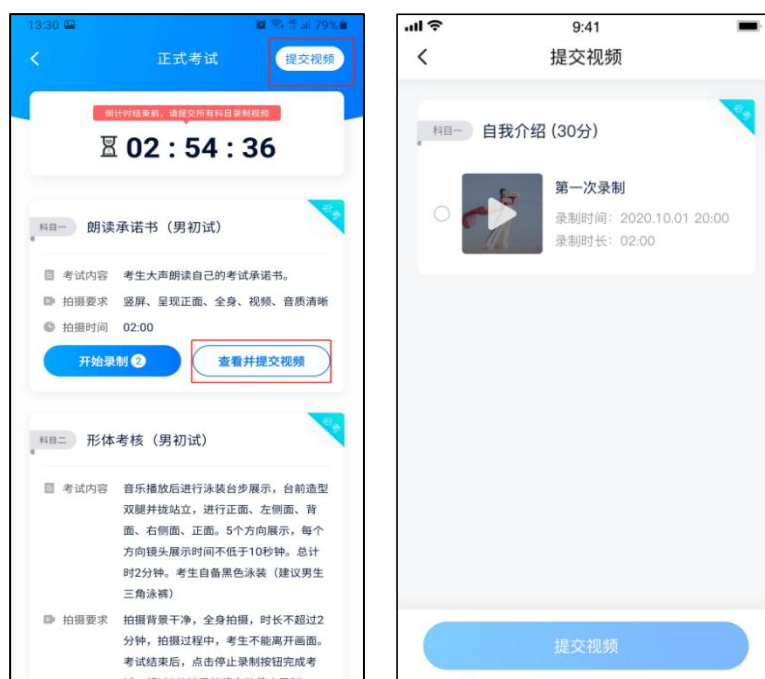 13:30
79%
正式考试
提交视频
倒计时结束前，请提交所有科目录制视频
02 : 54 : 36
必考
科目一
朗读承诺书（男初试）
考试内容
考生大声朗读自己的考试承诺书。
拍摄要求
竖屏、呈现正面、全身、视频、音质清晰
拍摄时间
02:00
开始录制 2
查看并提交视频
必考
科目二
形体考核（男初试）
考试内容
音乐播放后进行泳装台步展示，台前造型
双腿并拢站立，进行正面、左侧面、背
面、右侧面、正面。5个方向展示，每个
方向镜头展示时间不低于10秒钟。总计
时2分钟。考生自备黑色泳装（建议男生
三角泳裤）
拍摄要求
拍摄背景干净，全身拍摄，时长不超过2
分钟，拍摄过程中，考生不能离开画面。
考试结束后，点击停止录制按钮完成考
9:41
提交视频
必考
科目一
自我介绍 (30分)
第一次录制
录制时间：2020.10.01 20:00
录制时长：02:00
提交视频